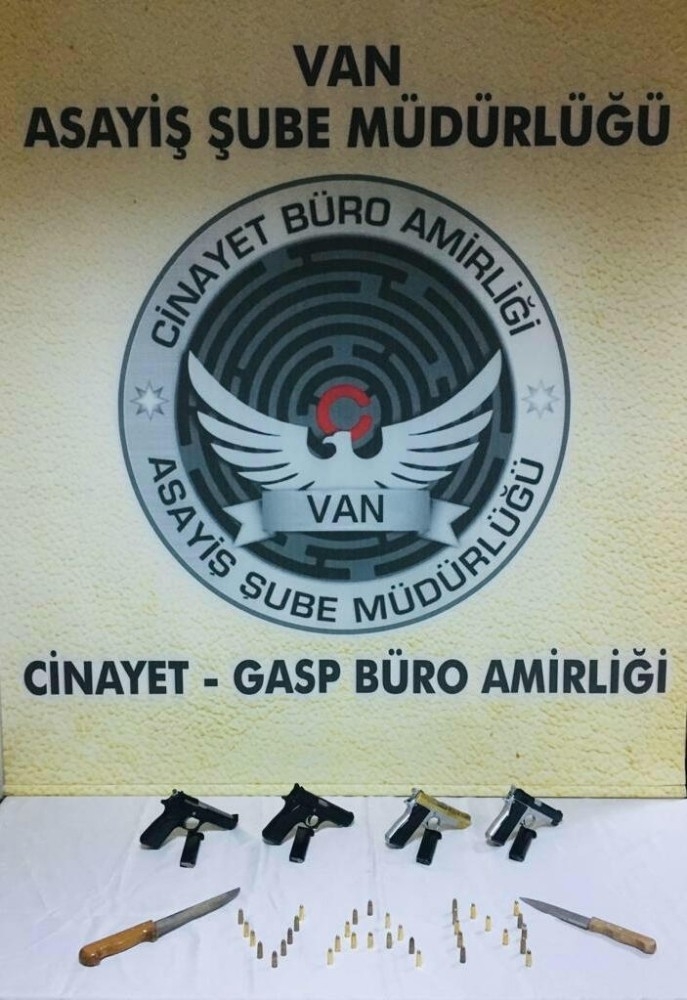 VAN
ASAYİŞ ŞUBE MÜDÜRLÜĞÜ
CİNAYET BÜRO AMİRLİĞİ
VAN
ASAYİŞ ŞUBE MÜDÜRLÜĞÜ
CİNAYET - GASP BÜRO AMİRLİĞİ
VAN